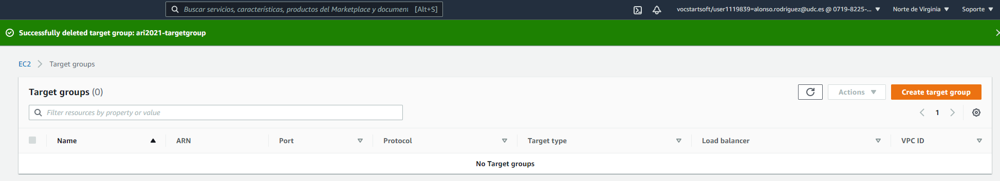 Buscar servicios, características, productos del Marketplace y document [Alt+S] vocstartsoft/user1119839=alonso.rodriguez@udc.es @ 0719-8225-... Norte de Virginia Soporte
Successfully deleted target group: ari2021-targetgroup
EC2 Target groups
Target groups (0) Actions Create target group
Filter resources by property or value 1
Name ARN Port Protocol Target type Load balancer VPC ID
No Target groups